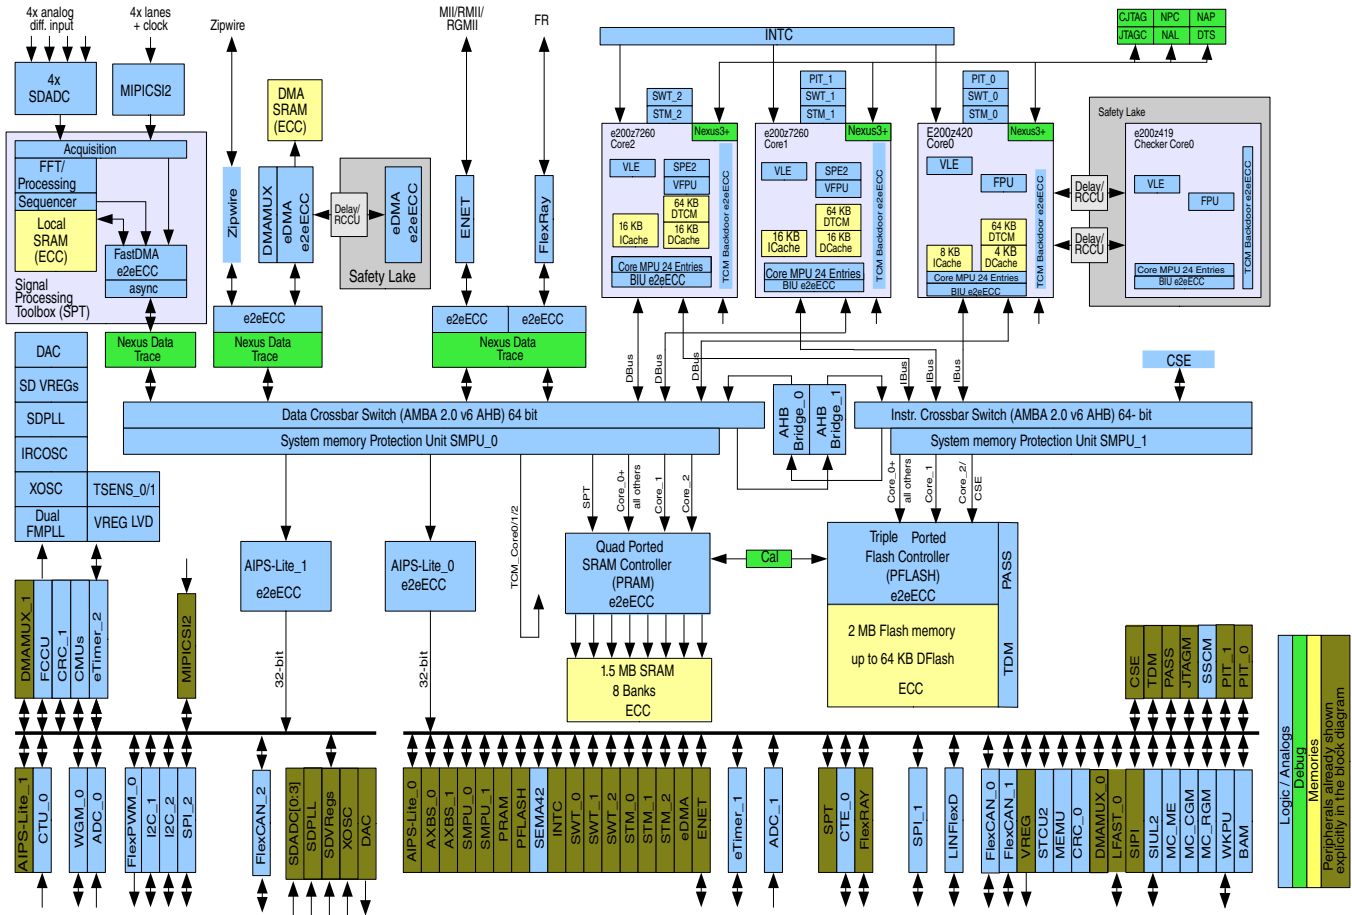 4x analog
diff. input
4x lanes
+ clock
Zipwire
MII/RMII/
RGMII
FR
INTC
CJTAG
NPC
NAP
JTAGC
NAL
DTS
4x
SDADC
MIPICSI2
DMA
SRAM
(ECC)
Acquisition
FFT/
Processing
Sequencer
Local
SRAM
(ECC)
FastDMA
e2eECC
async
Signal
Processing
Toolbox (SPT)
Zipwire
DMAMUX
eDMA
e2eECC
Delay/
RCCU
eDMA
e2eECC
Safety Lake
ENET
FlexRay
e2eECC
e2eECC
e2eECC
Nexus Data
Trace
Nexus Data
Trace
Nexus Data
Trace
SWT_2
STM_2
e200z7260
Core2
Nexus3+
VLE
SPE2
VFPU
64 KB
DTCM
16 KB
ICache
16 KB
DCache
Core MPU 24 Entries
BIU e2eECC
TCM Backdoor e2eECC
PIT_1
SWT_1
STM_1
e200z7260
Core1
Nexus3+
VLE
SPE2
VFPU
64 KB
DTCM
16 KB
ICache
16 KB
DCache
Core MPU 24 Entries
BIU e2eECC
TCM Backdoor e2eECC
PIT_0
SWT_0
STM_0
E200z420
Core0
Nexus3+
VLE
FPU
64 KB
DTCM
8 KB
ICache
4 KB
DCache
Core MPU 24 Entries
BIU e2eECC
TCM Backdoor e2eECC
Delay/
RCCU
Delay/
RCCU
Safety Lake
e200z419
Checker Core0
VLE
FPU
Core MPU 24 Entries
BIU e2eECC
TCM Backdoor e2eECC
DAC
SD VREGs
SDPLL
IRCOSC
XOSC
TSENS_0/1
Dual
FMPLL
VREG LVD
DBus
DBus
DBus
IBus
IBus
IBus
CSE
Data Crossbar Switch (AMBA 2.0 v6 AHB) 64 bit
System memory Protection Unit SMPU_0
AHB
Bridge_0
AHB
Bridge_1
Instr. Crossbar Switch (AMBA 2.0 v6 AHB) 64- bit
System memory Protection Unit SMPU_1
TCM_Core0/1/2
SPT
Core_0+
all others
Core_1
Core_2
Core_0+
all others
Core_1
Core_2/
CSE
AIPS-Lite_1
e2eECC
AIPS-Lite_0
e2eECC
Quad Ported
SRAM Controller
(PRAM)
e2eECC
Cal
Triple Ported
Flash Controller
(PFLASH)
e2eECC
PASS
TDM
2 MB Flash memory
up to 64 KB DFlash
ECC
1.5 MB SRAM
8 Banks
ECC
32-bit
32-bit
DMAMUX_1
FCCU
CRC_1
CMUs
eTimer_2
MIPICSI2
CSE
TDM
PASS
JTAGM
SSCM
PIT_1
PIT_0
AIPS-Lite_1
CTU_0
WGM_0
ADC_0
FlexPWM_0
I2C_1
I2C_2
SPI_2
FlexCAN_2
SDADC[0:3]
SDPLL
SDVRegs
XOSC
DAC
AIPS-Lite_0
AXBS_0
AXBS_1
SMPU_0
SMPU_1
PRAM
PFLASH
SEMA42
INTC
SWT_0
SWT_1
SWT_2
STM_0
STM_1
STM_2
eDMA
ENET
eTimer_1
ADC_1
SPT
CTE_0
FlexRAY
SPI_1
LINFlexD
FlexCAN_0
FlexCAN_1
VREG
STCU2
MEMU
CRC_0
DMAMUX_0
LFAST_0
SIPI
SIUL2
MC_ME
MC_CGM
MC_RGM
WKPU
BAM
Logic / Analogs
Debug
Memories
Peripherals already shown
explicity in the block diagram